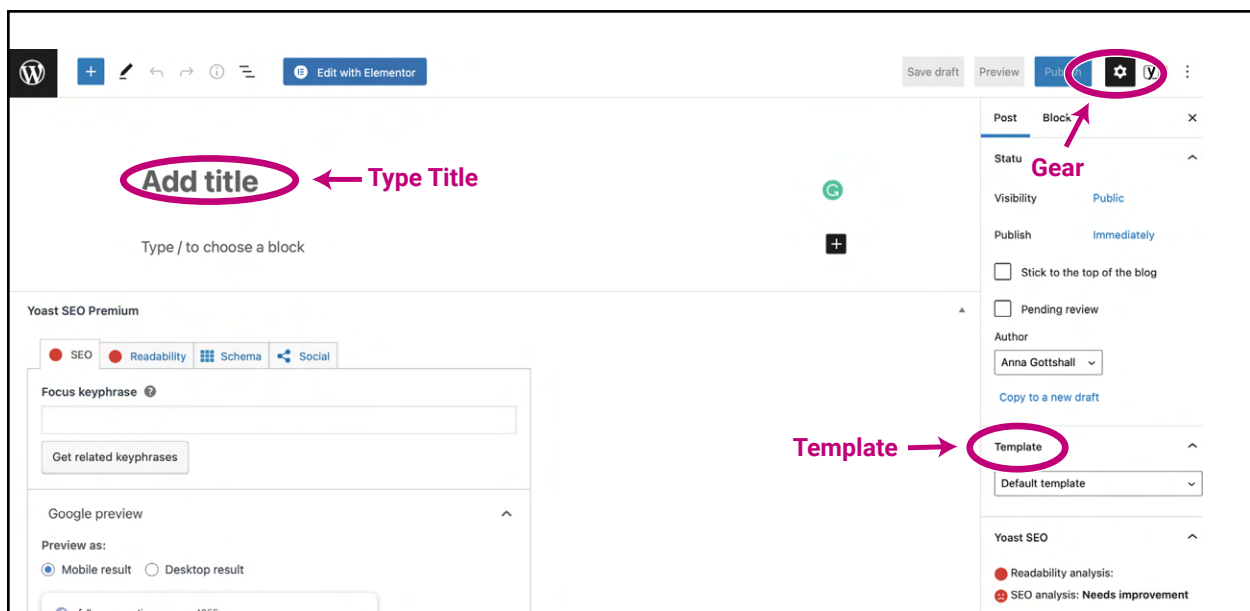 Edit with Elementor
Save draft
Preview
Post
Block
Gear
Add title
Type Title
Visibility
Public
Type / to choose a block
Publish
Immediately
Stick to the top of the blog
Yoast SEO Premium
Pending review
Author
SEO
Readability
Schema
Social
Anna Gottshall
Focus keyphrase
Copy to a new draft
Get related keyphrases
Template
Template
Default template
Google preview
Yoast SEO
Preview as:
Mobile result
Desktop result
Readability analysis:
SEO analysis: Needs improvement